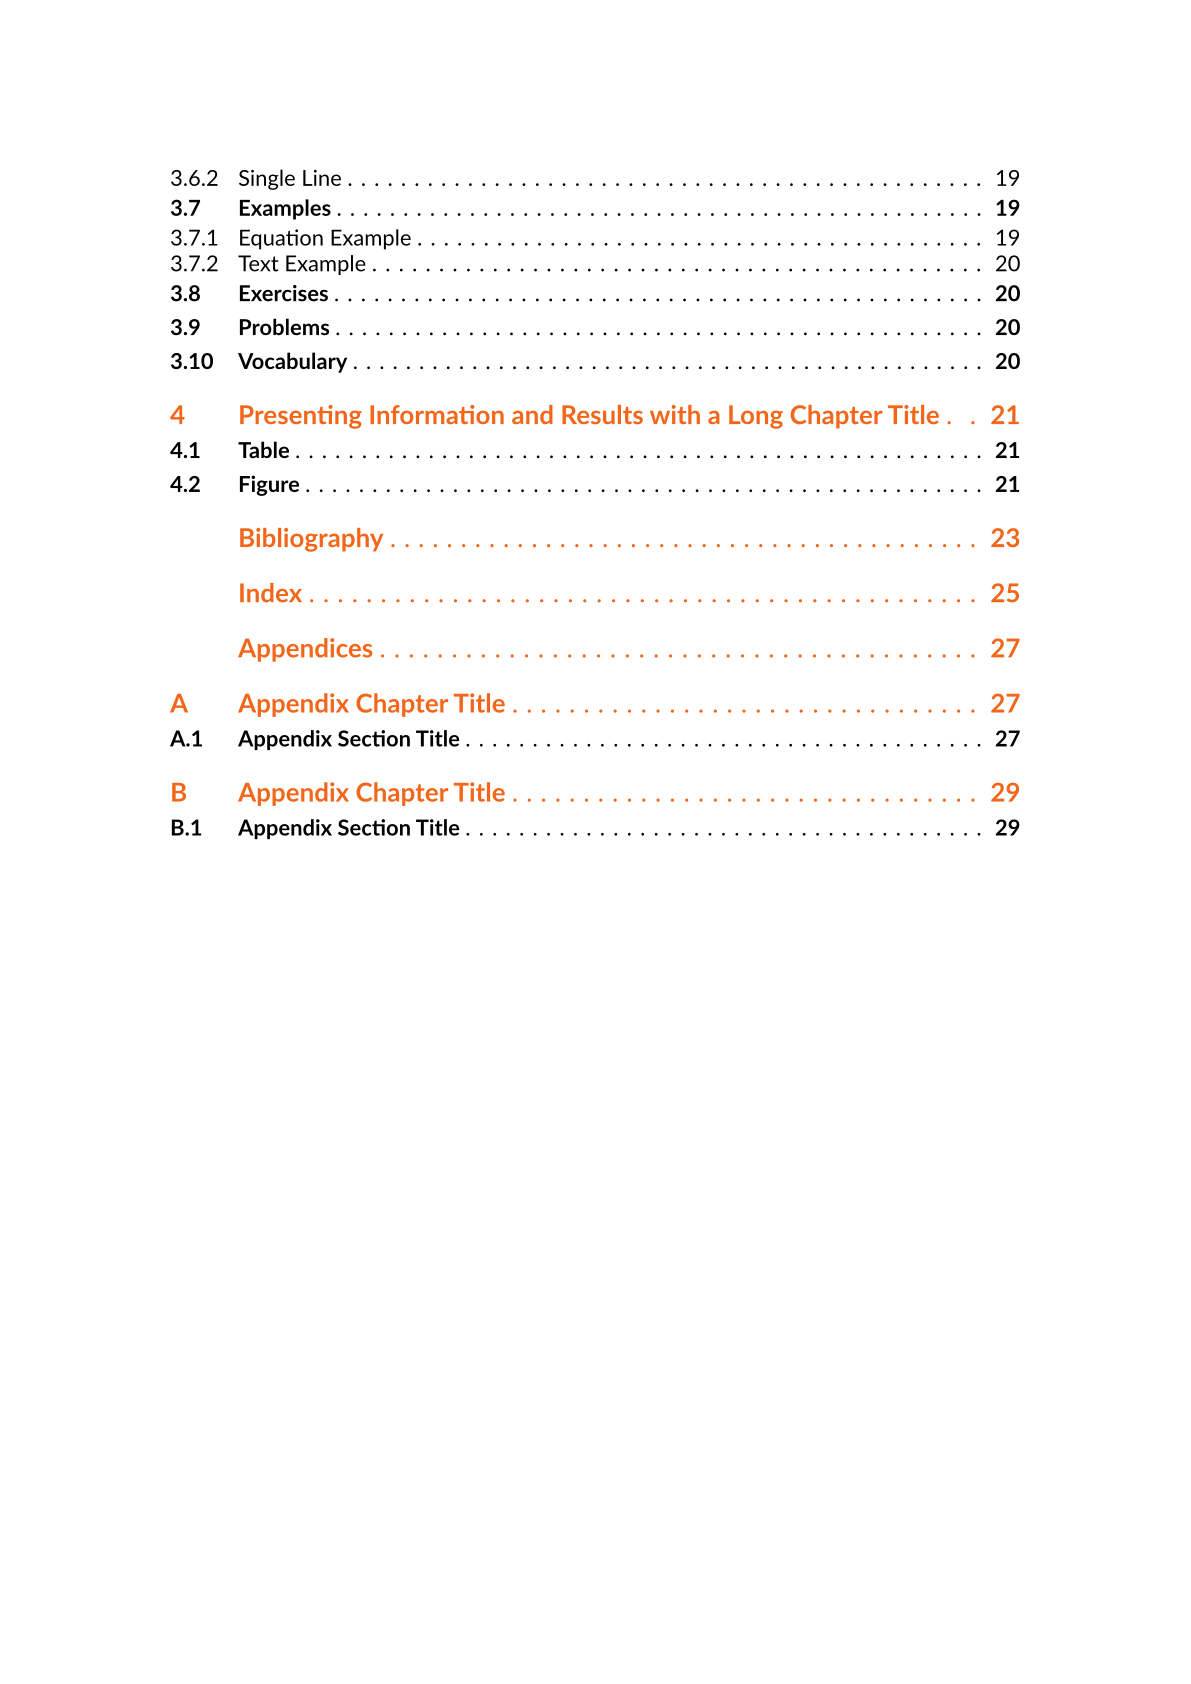 3.6.2 Single Line . . . . . . . . . . . . . . . . . . . . . . . . . . . . . . . . . . . . . . . . . . . . . . . . 19
3.7 Examples . . . . . . . . . . . . . . . . . . . . . . . . . . . . . . . . . . . . . . . . . . . . . . . . . 19
3.7.1 Equation Example . . . . . . . . . . . . . . . . . . . . . . . . . . . . . . . . . . . . . . . . . . . 19
3.7.2 Text Example . . . . . . . . . . . . . . . . . . . . . . . . . . . . . . . . . . . . . . . . . . . . . . 20
3.8 Exercises . . . . . . . . . . . . . . . . . . . . . . . . . . . . . . . . . . . . . . . . . . . . . . . . . 20
3.9 Problems . . . . . . . . . . . . . . . . . . . . . . . . . . . . . . . . . . . . . . . . . . . . . . . . . 20
3.10 Vocabulary . . . . . . . . . . . . . . . . . . . . . . . . . . . . . . . . . . . . . . . . . . . . . . . . 20
4 Presenting Information and Results with a Long Chapter Title . . 21
4.1 Table . . . . . . . . . . . . . . . . . . . . . . . . . . . . . . . . . . . . . . . . . . . . . . . . . . . . 21
4.2 Figure . . . . . . . . . . . . . . . . . . . . . . . . . . . . . . . . . . . . . . . . . . . . . . . . . . . 21
Bibliography . . . . . . . . . . . . . . . . . . . . . . . . . . . . . . . . . . . . . . . . . . 23
Index . . . . . . . . . . . . . . . . . . . . . . . . . . . . . . . . . . . . . . . . . . . . . . . 25
Appendices . . . . . . . . . . . . . . . . . . . . . . . . . . . . . . . . . . . . . . . . . . 27
A Appendix Chapter Title . . . . . . . . . . . . . . . . . . . . . . . . . . . . . . . . . 27
A.1 Appendix Section Title . . . . . . . . . . . . . . . . . . . . . . . . . . . . . . . . . . . . . . . 27
B Appendix Chapter Title . . . . . . . . . . . . . . . . . . . . . . . . . . . . . . . . . 29
B.1 Appendix Section Title . . . . . . . . . . . . . . . . . . . . . . . . . . . . . . . . . . . . . . . 29